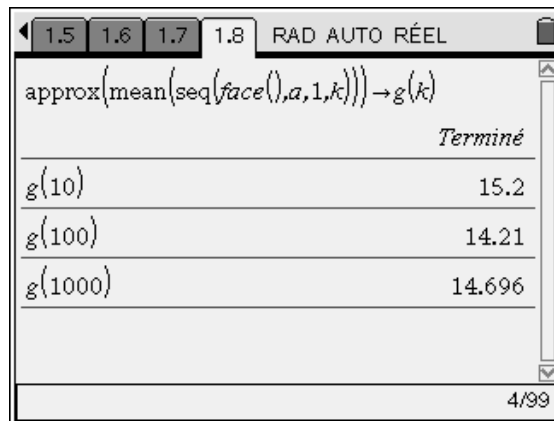 1.5 1.6 1.7 1.8 RAD AUTO RÉEL
approx(mean(seq(face(),a,1,k)))→g(k)
Terminé
g(10) 15.2
g(100) 14.21
g(1000) 14.696
4/99